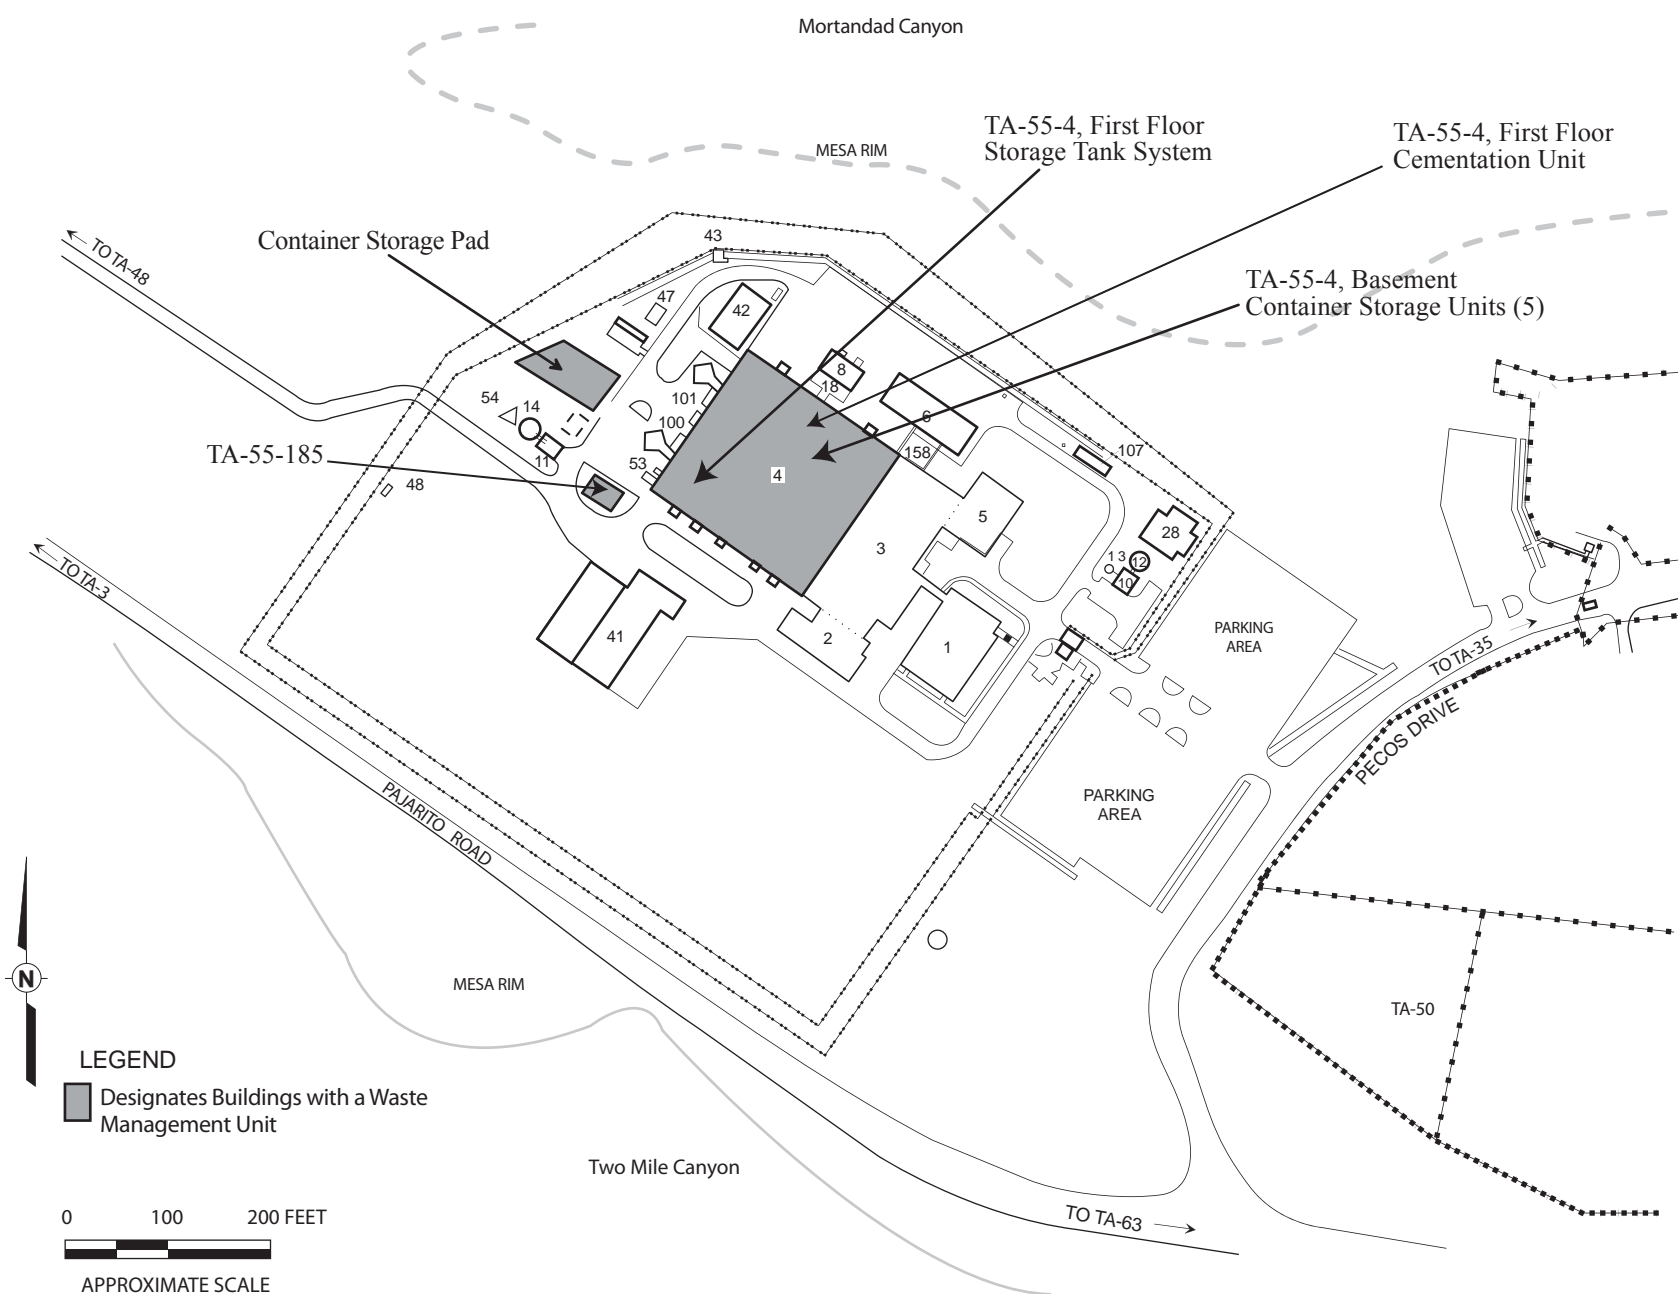 Mortandad Canyon
MESA RIM
TA-55-4, First Floor
Storage Tank System
TA-55-4, First Floor
Cementation Unit
Container Storage Pad
TA-55-4, Basement
Container Storage Units (5)
TO TA-48
43
47
42
8
18
6
101
54
14
100
158
107
TA-55-185
11
53
4
48
5
28
3
1 3
12
10
TO TA-3
41
2
1
PARKING
AREA
TO TA-35
PECOS DRIVE
PARKING
AREA
PAJARITO ROAD
MESA RIM
N
TA-50
LEGEND
Designates Buildings with a Waste
Management Unit
Two Mile Canyon
0 100 200 FEET
TO TA-63
APPROXIMATE SCALE